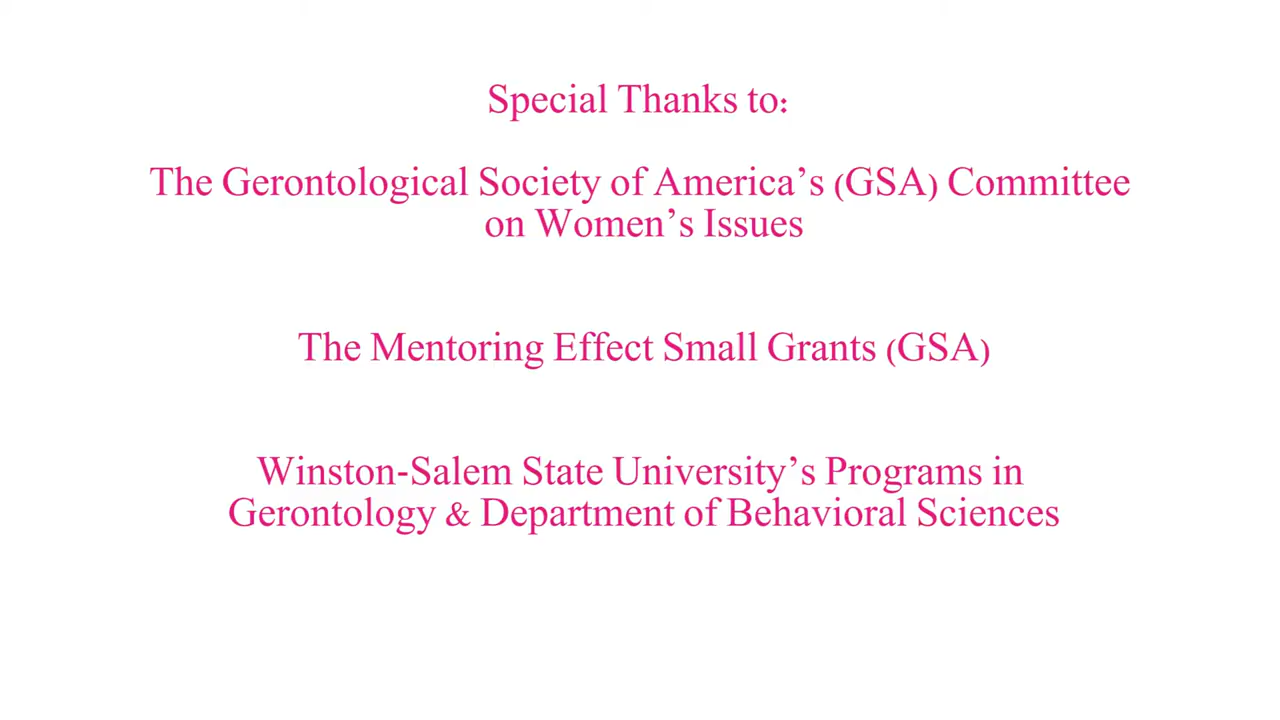 Special Thanks to:
The Gerontological Society of America’s (GSA) Committee
on Women’s Issues
The Mentoring Effect Small Grants (GSA)
Winston-Salem State University’s Programs in
Gerontology & Department of Behavioral Sciences